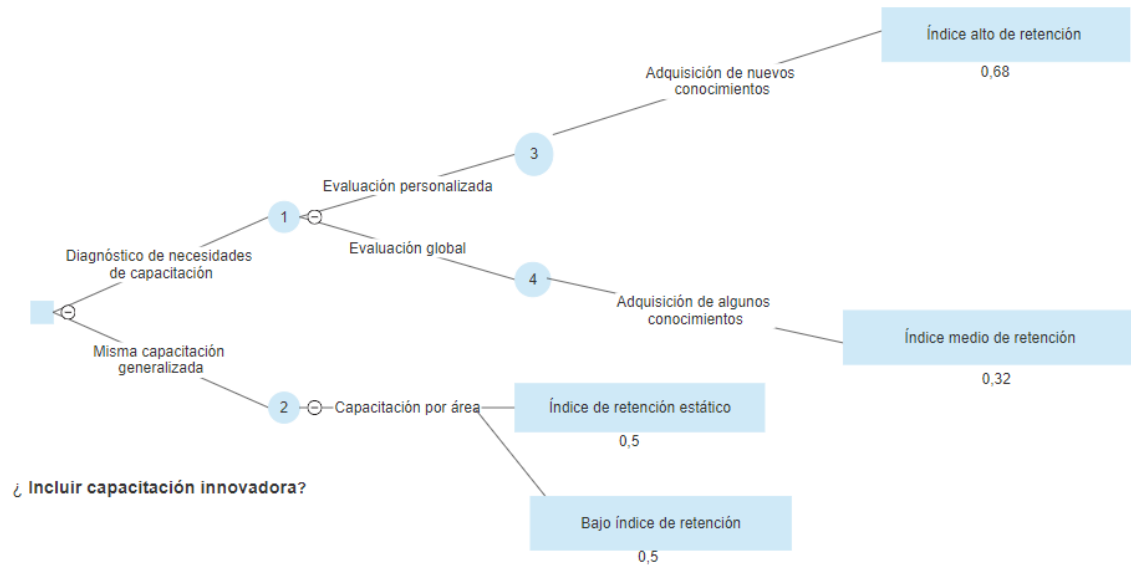 Índice alto de retención
0,68
Adquisición de nuevos
conocimientos
3
Evaluación personalizada
1
Evaluación global
Diagnóstico de necesidades
de capacitación
4
Adquisición de algunos
conocimientos
Índice medio de retención
0,32
Misma capacitación
generalizada
2
Capacitación por área
Índice de retención estático
0,5
¿ Incluir capacitación innovadora?
Bajo índice de retención
0,5